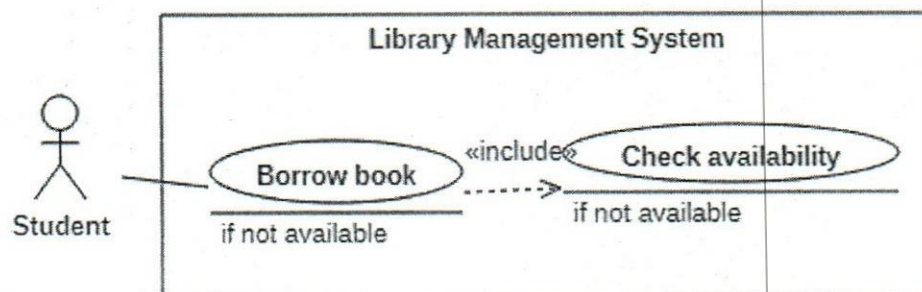 Library Management System
«include»
Borrow book
Check availability
Student
if not available
if not available